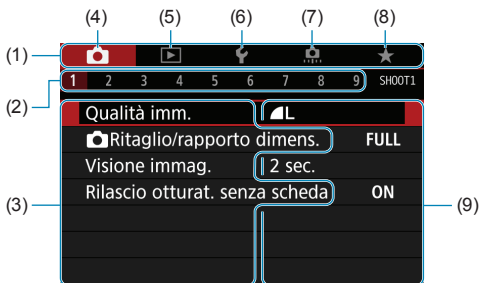 (4) (5) (6) (7) (8)
(1)
(2) 1 2 3 4 5 6 7 8 9 SHOOT1
Qualità imm. L
Ritaglio/rapporto dimens. FULL
Visione immag. 2 sec.
Rilascio otturat. senza scheda ON
(3) (9)